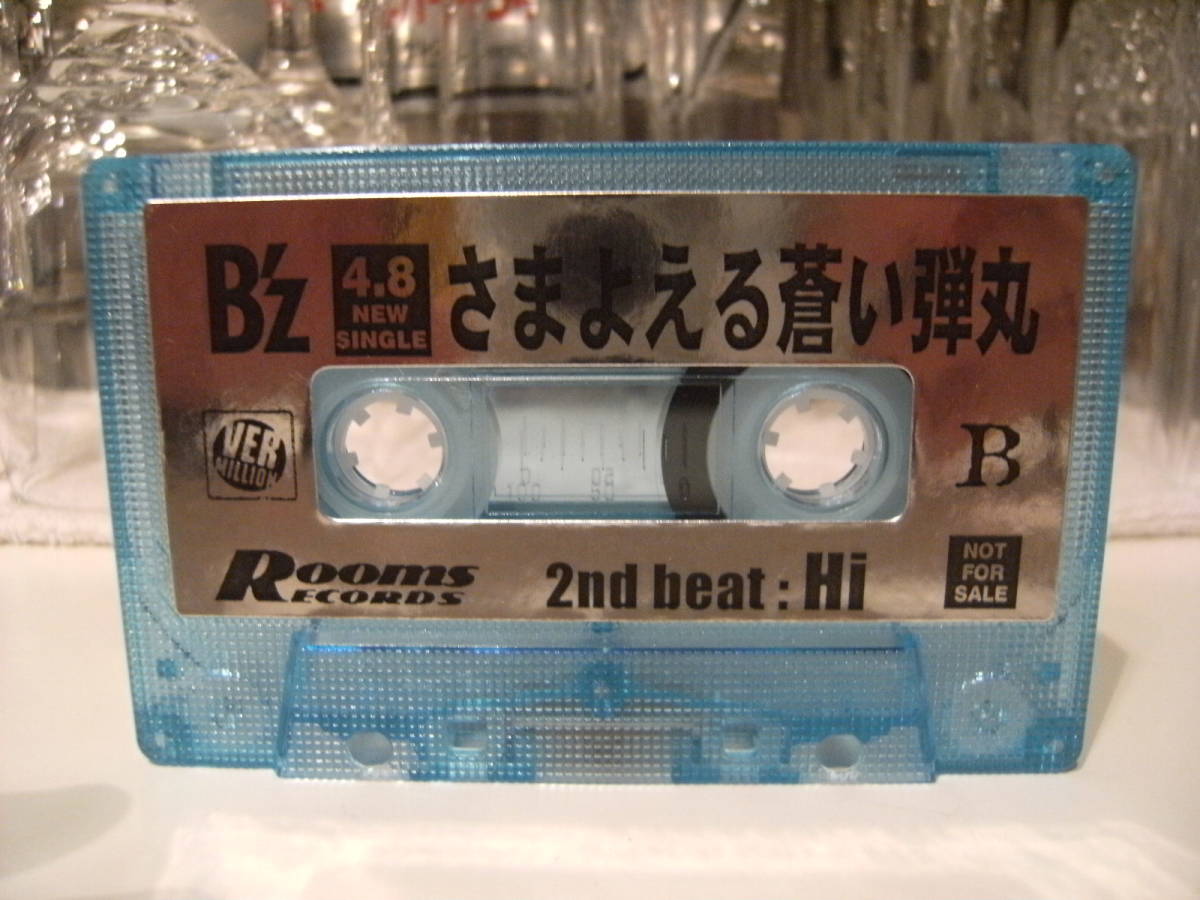 B'z
4.8
NEW
SINGLE
さまよえる蒼い弾丸
VER
MILLION
B
ROOMS
RECORDS
2nd beat : Hi
NOT
FOR
SALE